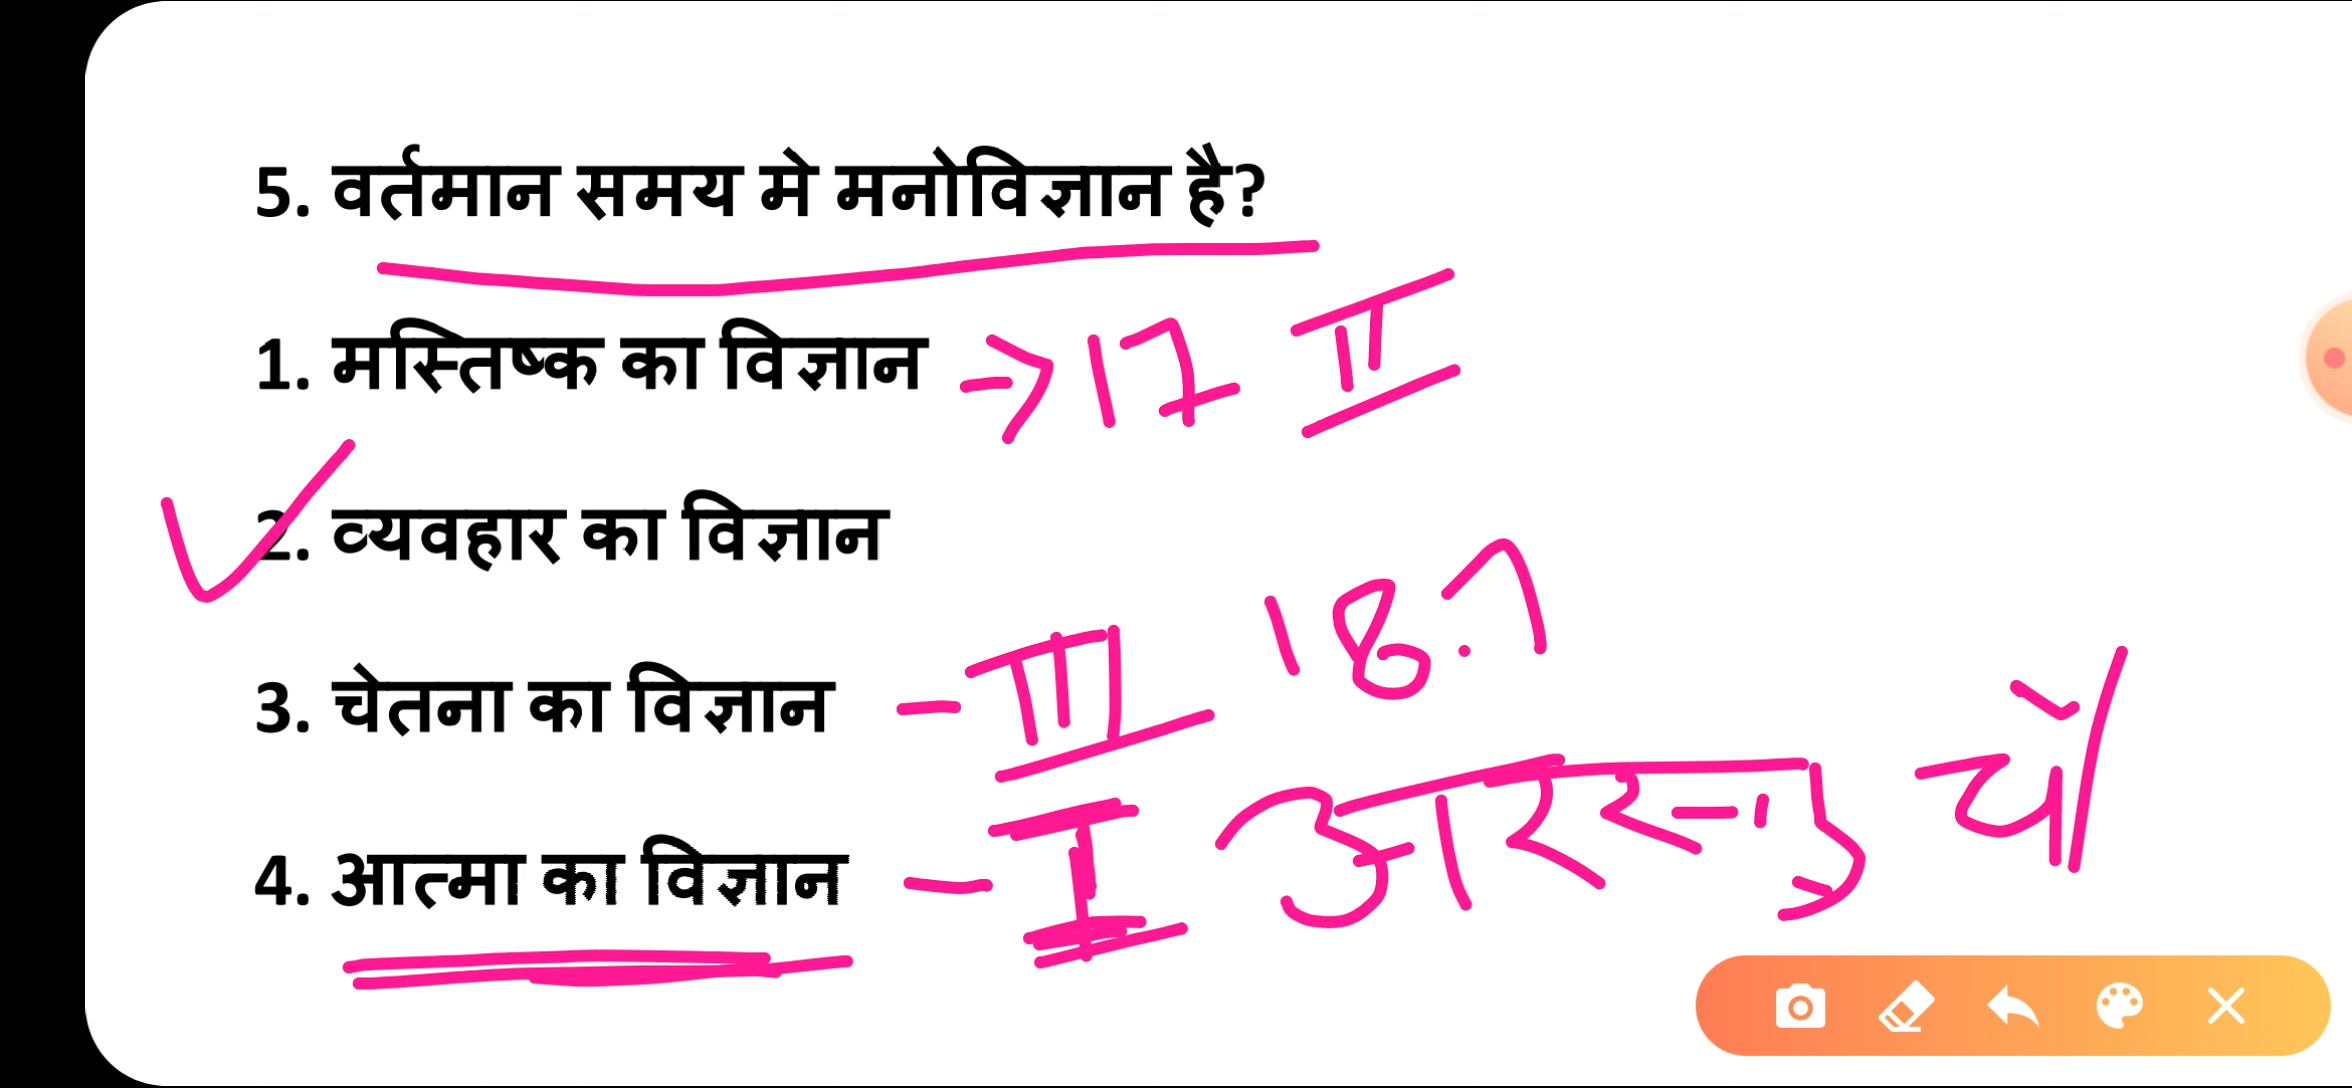 5. वर्तमान समय मे मनोविज्ञान है?
1. मस्तिष्क का विज्ञान → 17 II
2. व्यवहार का विज्ञान
3. चेतना का विज्ञान - III 18.7
4. आत्मा का विज्ञान - I अरस्तु